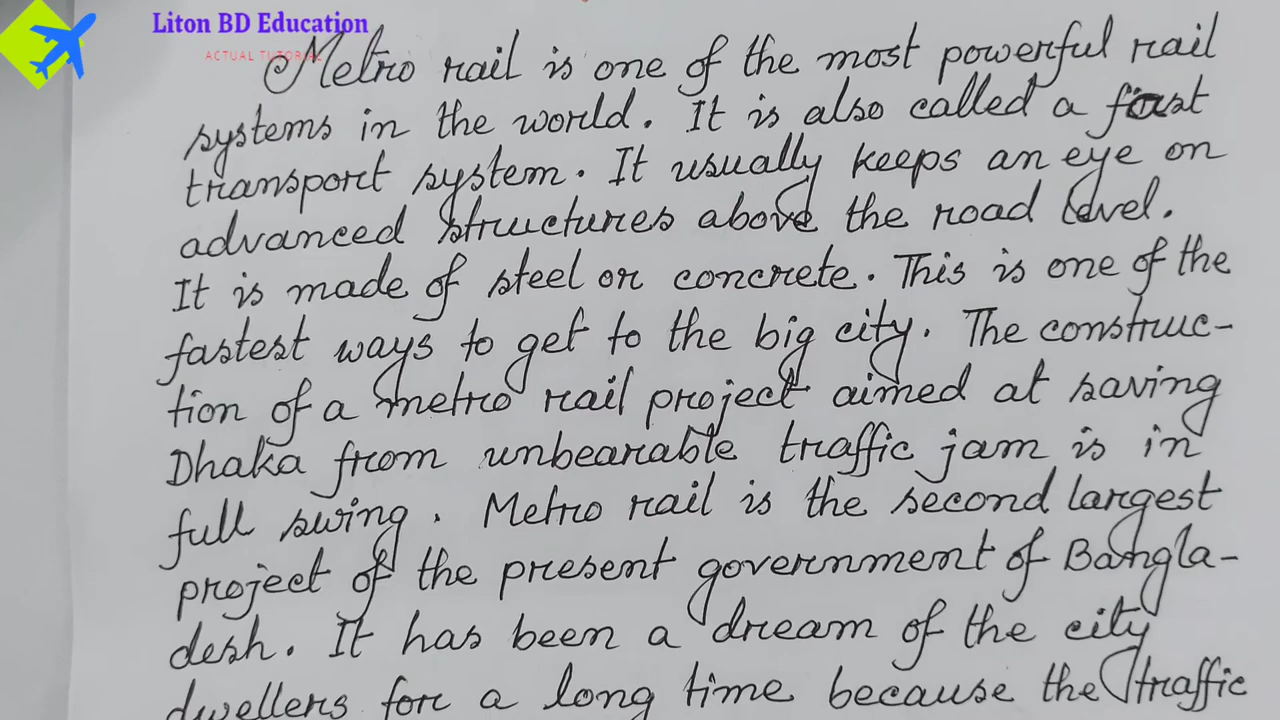 Liton BD Education
ACTUAL TUTORIAL
Metro rail is one of the most powerful rail
systems in the world. It is also called a fast
transport system. It usually keeps an eye on
advanced structures above the road level.
It is made of steel or concrete. This is one of the
fastest ways to get to the big city. The construc-
tion of a metro rail project aimed at saving
Dhaka from unbearable traffic jam is in
full swing. Metro rail is the second largest
project of the present government of Bangla-
desh. It has been a dream of the city
dwellers for a long time because the traffic